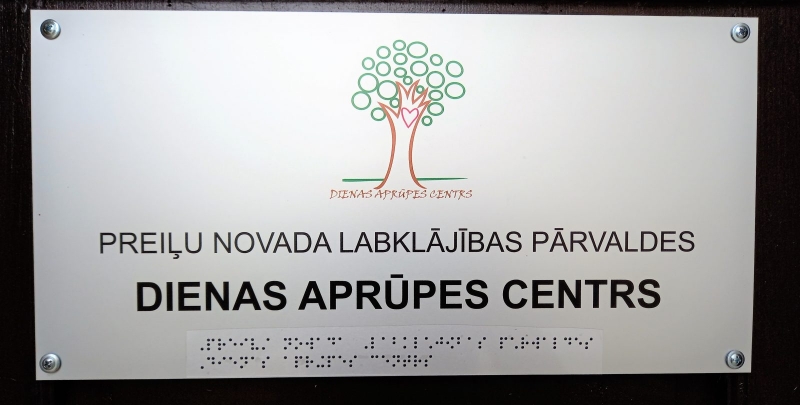 DIENAS APRŪPES CENTRS
PREIĻU NOVADA LABKLĀJĪBAS PĀRVALDES
DIENAS APRŪPES CENTRS